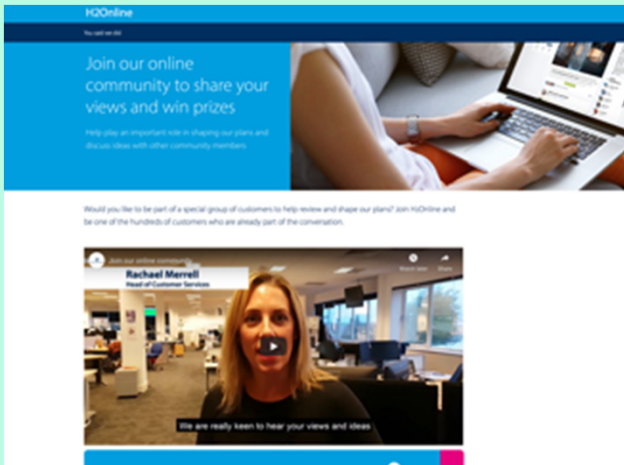 H2Online
You said we did
Join our online
community to share your
views and win prizes
Help play an important role in shaping our plans and
discuss ideas with other community members
Would you like to be part of a special group of customers to help review and shape our plans? Join H2Online and
be one of the hundreds of customers who are already part of the conversation.
Join our online community
Watch later
Share
Rachael Merrell
Head of Customer Services
We are really keen to hear your views and ideas